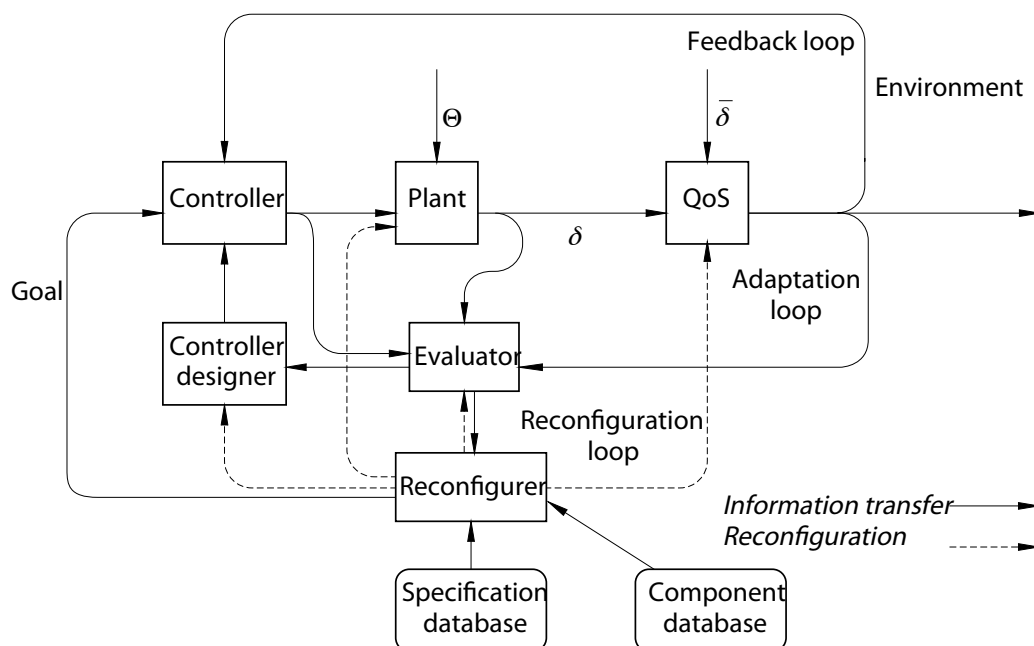 Feedback loop
Environment
Θ
δ̅
Controller
Plant
QoS
δ
Goal
Adaptation
loop
Controller
designer
Evaluator
Reconfiguration
loop
Reconfigurer
Information transfer
Reconfiguration
Specification
database
Component
database